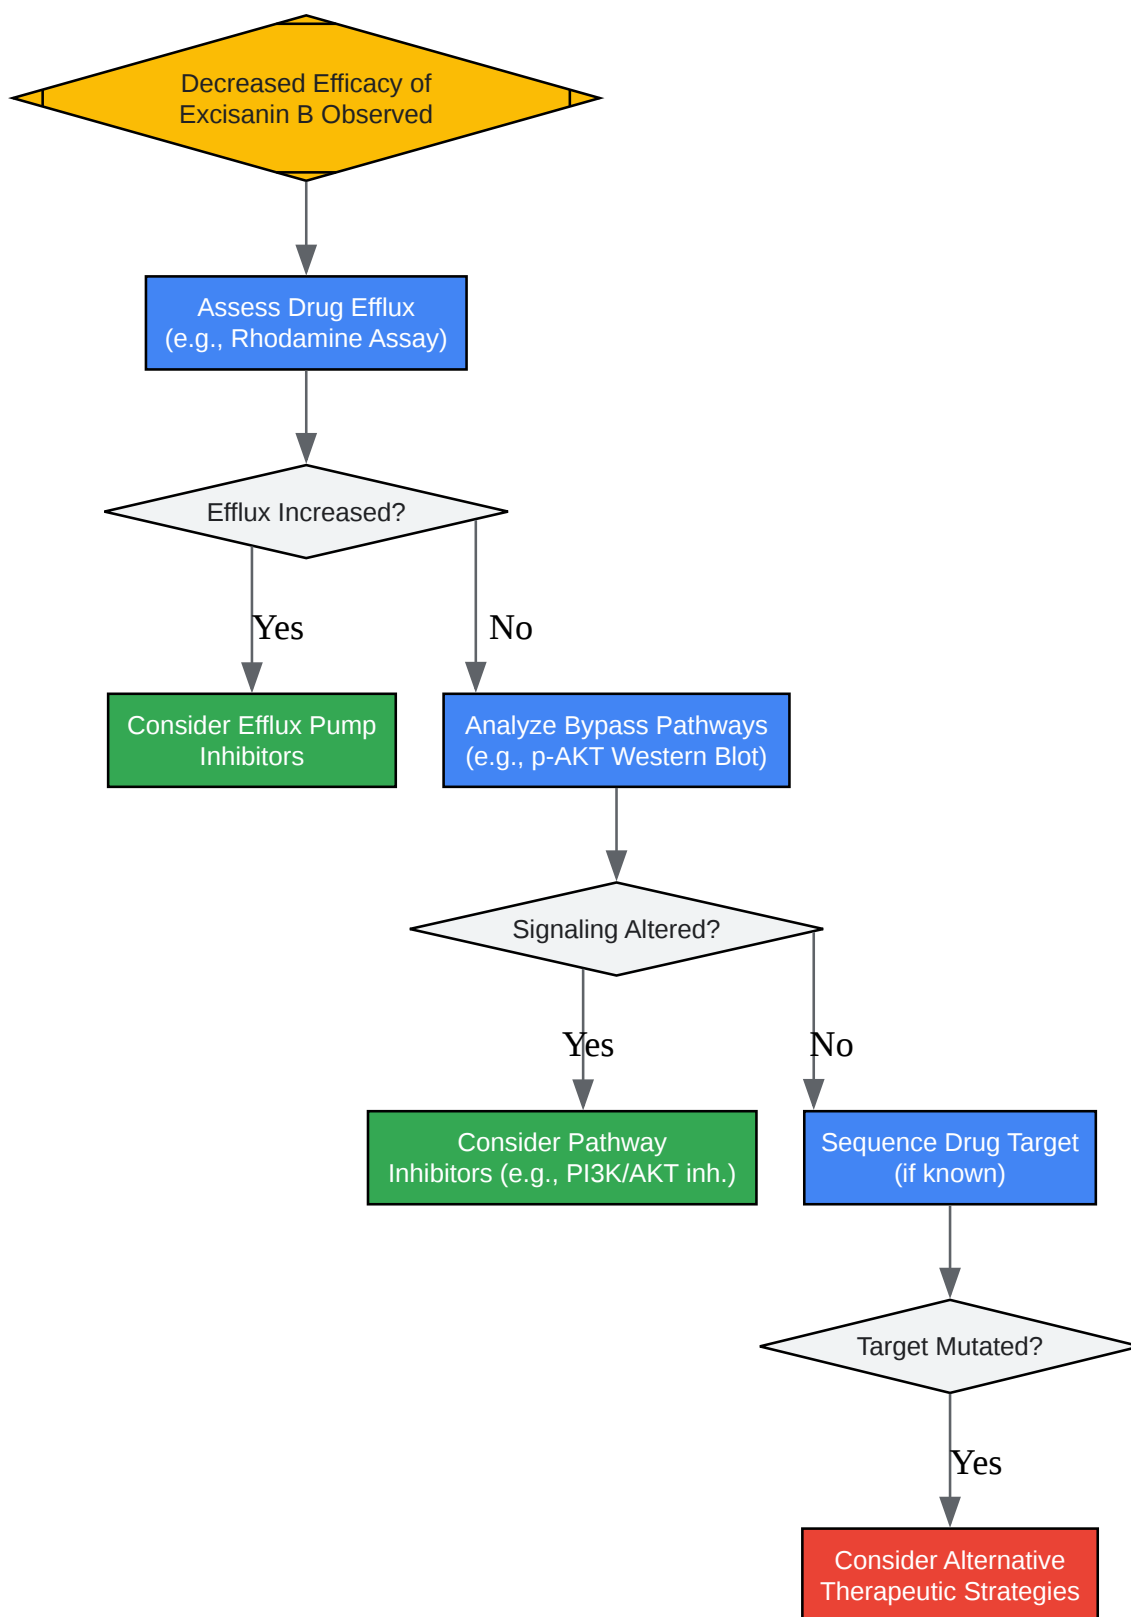 Decreased Efficacy of
Excisanin B Observed
Assess Drug Efflux
(e.g., Rhodamine Assay)
Efflux Increased?
Yes
No
Consider Efflux Pump
Inhibitors
Analyze Bypass Pathways
(e.g., p-AKT Western Blot)
Signaling Altered?
Yes
No
Consider Pathway
Inhibitors (e.g., PI3K/AKT inh.)
Sequence Drug Target
(if known)
Target Mutated?
Yes
Consider Alternative
Therapeutic Strategies